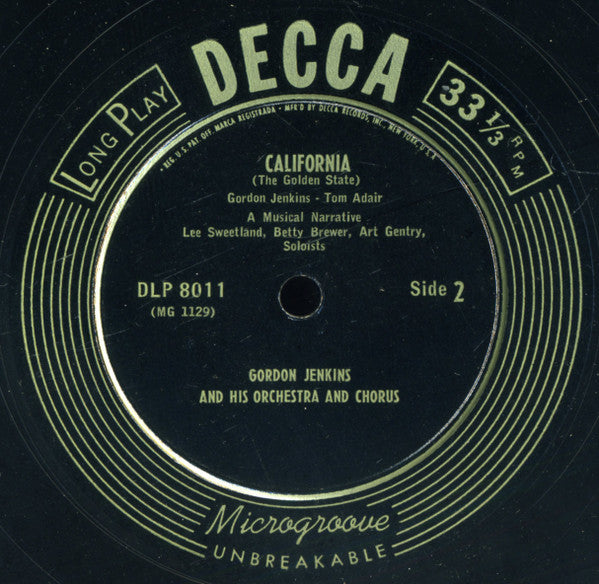 DECCA
LONG PLAY
33 1/3 RPM
· REG. U.S. PAT. OFF. MARCA REGISTRADA · MFR'D BY DECCA RECORDS, INC., NEW YORK, U.S.A.
CALIFORNIA
(The Golden State)
Gordon Jenkins - Tom Adair
A Musical Narrative
Lee Sweetland, Betty Brewer, Art Gentry,
Soloists
DLP 8011
Side 2
(MG 1129)
GORDON JENKINS
AND HIS ORCHESTRA AND CHORUS
Microgroove
UNBREAKABLE